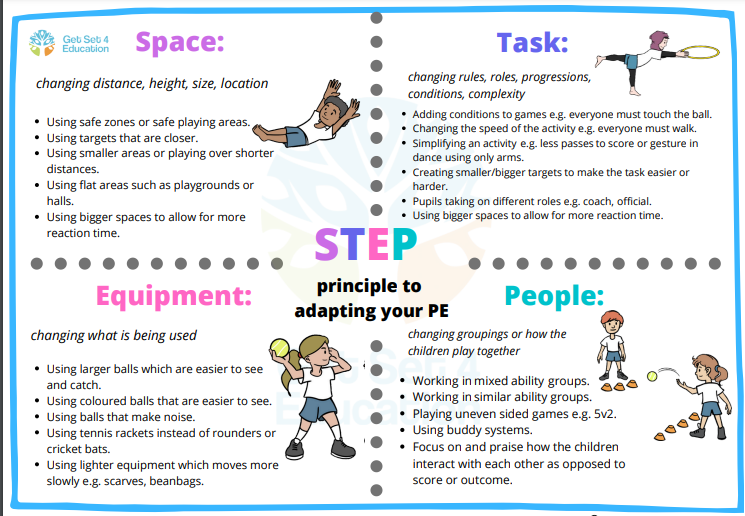 Get Set 4
Education
Space:
changing distance, height, size, location
• Using safe zones or safe playing areas.
• Using targets that are closer.
• Using smaller areas or playing over shorter
distances.
• Using flat areas such as playgrounds or
halls.
• Using bigger spaces to allow for more
reaction time.
Task:
changing rules, roles, progressions,
conditions, complexity
• Adding conditions to games e.g. everyone must touch the ball.
• Changing the speed of the activity e.g. everyone must walk.
• Simplifying an activity e.g. less passes to score or gesture in
dance using only arms.
• Creating smaller/bigger targets to make the task easier or
harder.
• Pupils taking on different roles e.g. coach, official.
• Using bigger spaces to allow for more reaction time.
STEP
principle to
adapting your PE
Equipment:
changing what is being used
• Using larger balls which are easier to see
and catch.
• Using coloured balls that are easier to see.
• Using balls that make noise.
• Using tennis rackets instead of rounders or
cricket bats.
• Using lighter equipment which moves more
slowly e.g. scarves, beanbags.
People:
changing groupings or how the
children play together
• Working in mixed ability groups.
• Working in similar ability groups.
• Playing uneven sided games e.g. 5v2.
• Using buddy systems.
• Focus on and praise how the children
interact with each other as opposed to
score or outcome.
Get Set 4
Education